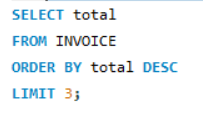 SELECT total
FROM INVOICE
ORDER BY total DESC
LIMIT 3;